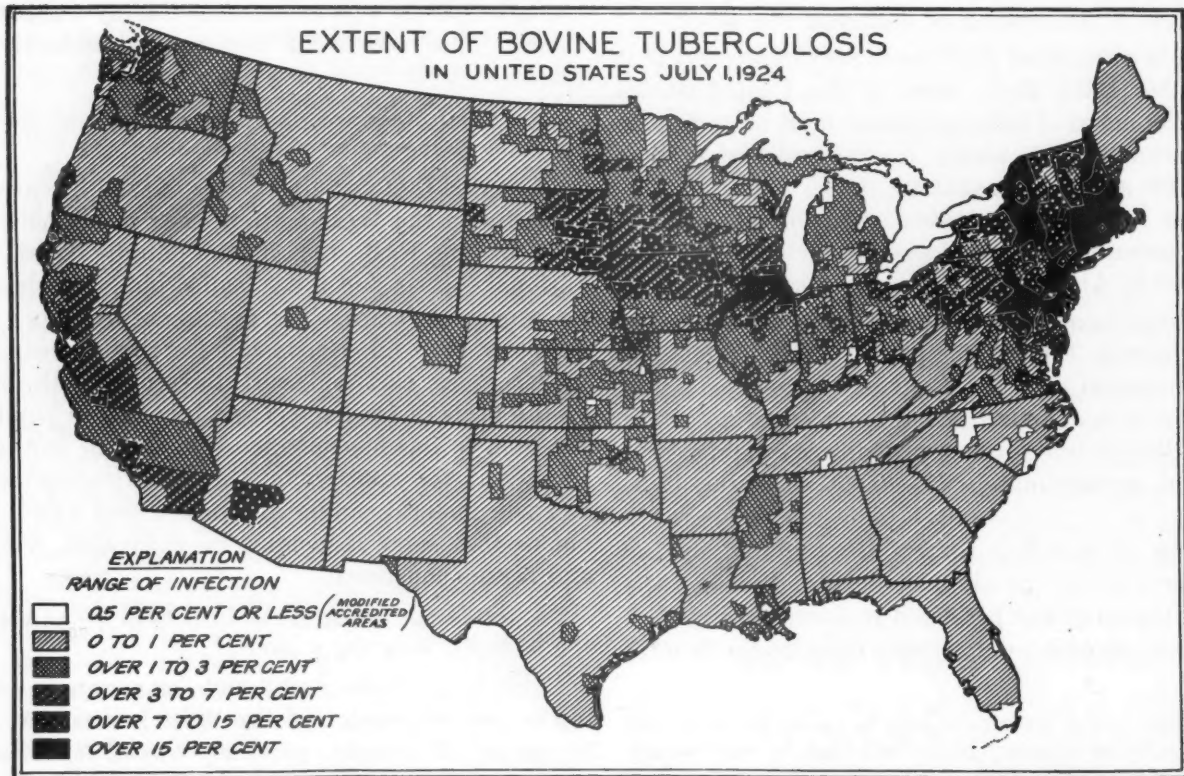 EXTENT OF BOVINE TUBERCULOSIS
IN UNITED STATES JULY 1, 1924
EXPLANATION
RANGE OF INFECTION
0.5 PER CENT OR LESS (MODIFIED ACCREDITED AREAS)
0 TO 1 PER CENT
OVER 1 TO 3 PER CENT
OVER 3 TO 7 PER CENT
OVER 7 TO 15 PER CENT
OVER 15 PER CENT